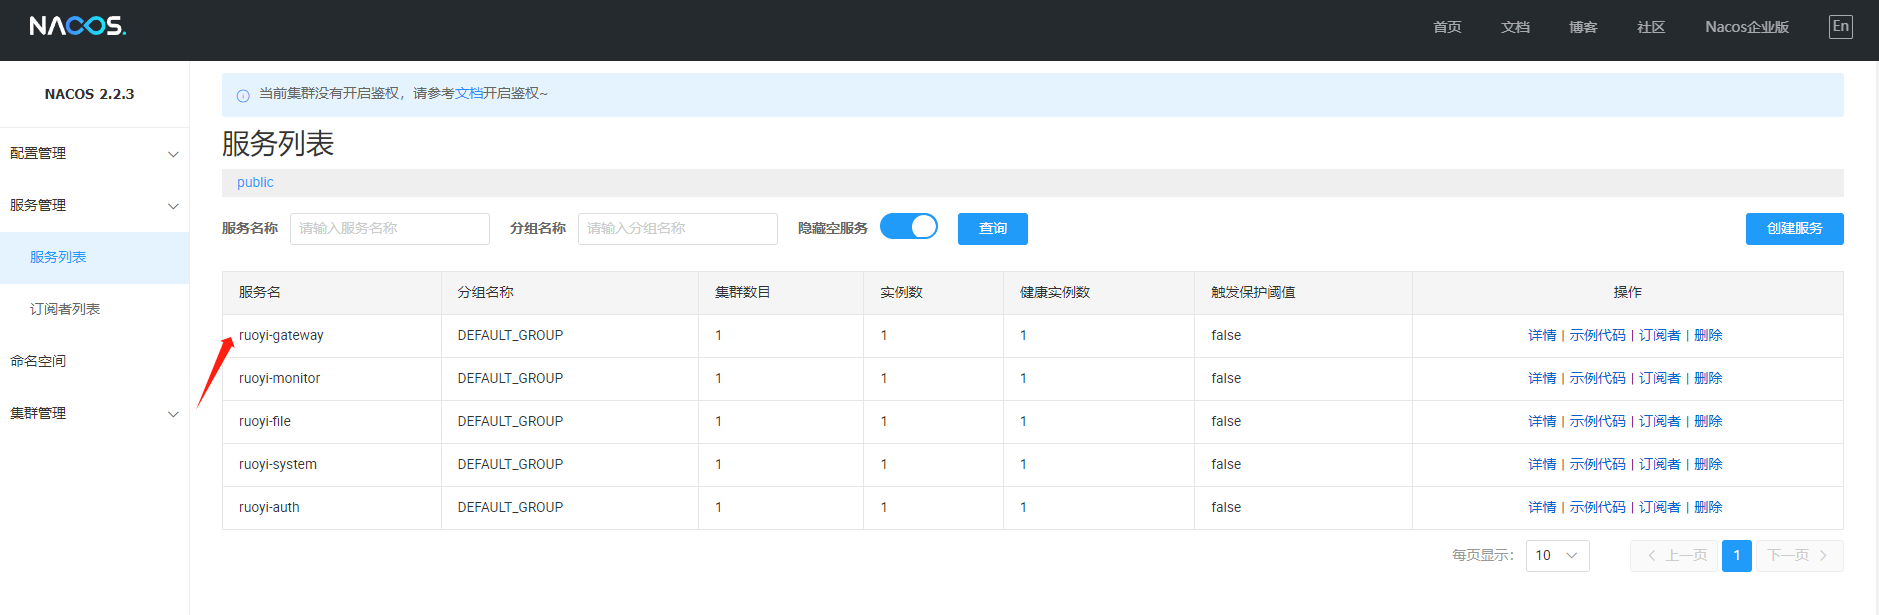 NACOS.
首页 文档 博客 社区 Nacos企业版 En
NACOS 2.2.3
配置管理
服务管理
服务列表
订阅者列表
命名空间
集群管理
当前集群没有开启鉴权，请参考文档开启鉴权~
服务列表
public
服务名称 请输入服务名称 分组名称 请输入分组名称 隐藏空服务 查询 创建服务
服务名 分组名称 集群数目 实例数 健康实例数 触发保护阈值 操作
ruoyi-gateway DEFAULT_GROUP 1 1 1 false 详情 | 示例代码 | 订阅者 | 删除
ruoyi-monitor DEFAULT_GROUP 1 1 1 false 详情 | 示例代码 | 订阅者 | 删除
ruoyi-file DEFAULT_GROUP 1 1 1 false 详情 | 示例代码 | 订阅者 | 删除
ruoyi-system DEFAULT_GROUP 1 1 1 false 详情 | 示例代码 | 订阅者 | 删除
ruoyi-auth DEFAULT_GROUP 1 1 1 false 详情 | 示例代码 | 订阅者 | 删除
每页显示: 10 上一页 1 下一页